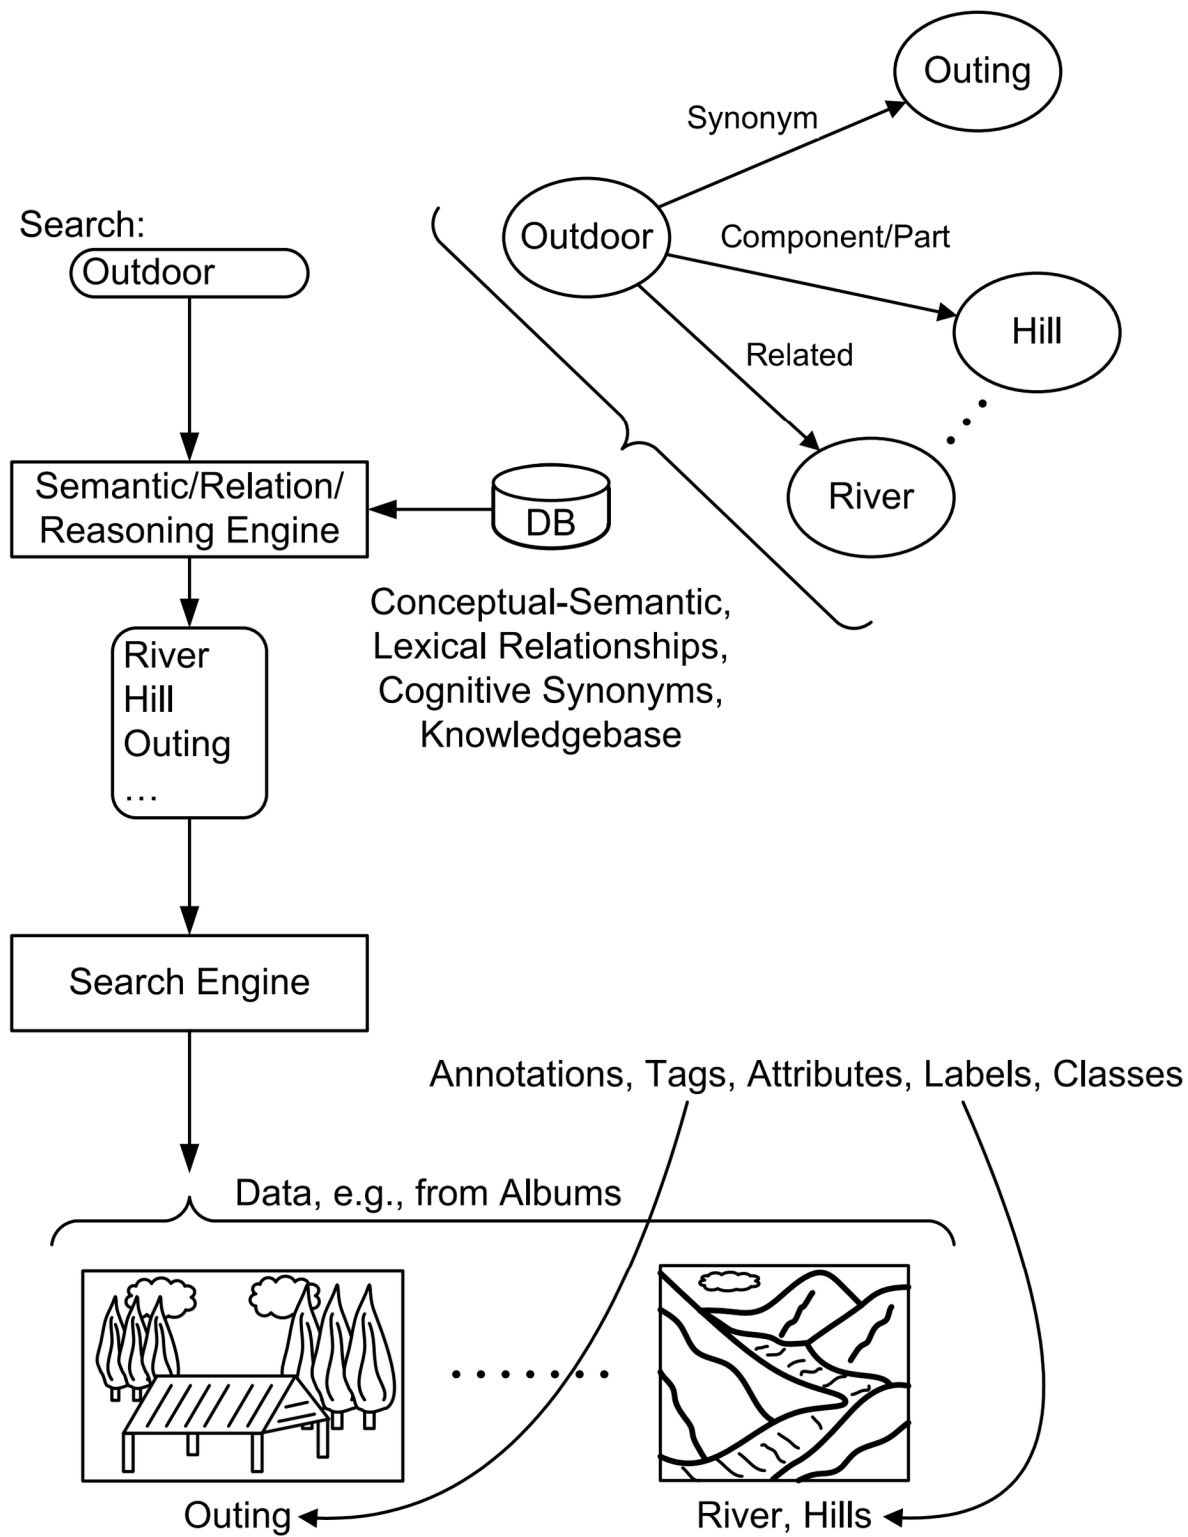 Outing
Synonym
Search:
Outdoor
Outdoor
Component/Part
Hill
Related
Semantic/Relation/
Reasoning Engine
DB
River
Conceptual-Semantic,
Lexical Relationships,
Cognitive Synonyms,
Knowledgebase
River
Hill
Outing
...
Search Engine
Annotations, Tags, Attributes, Labels, Classes
Data, e.g., from Albums
Outing
River, Hills